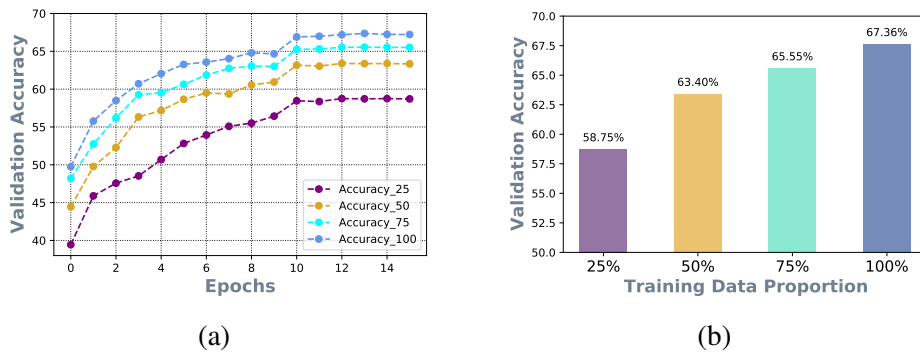 70
65
60
55
50
45
40
Validation Accuracy
0 2 4 6 8 10 12 14
Epochs
Accuracy_25
Accuracy_50
Accuracy_75
Accuracy_100
(a)
70.0
67.5
65.0
62.5
60.0
57.5
55.0
52.5
50.0
Validation Accuracy
58.75%
63.40%
65.55%
67.36%
25% 50% 75% 100%
Training Data Proportion
(b)